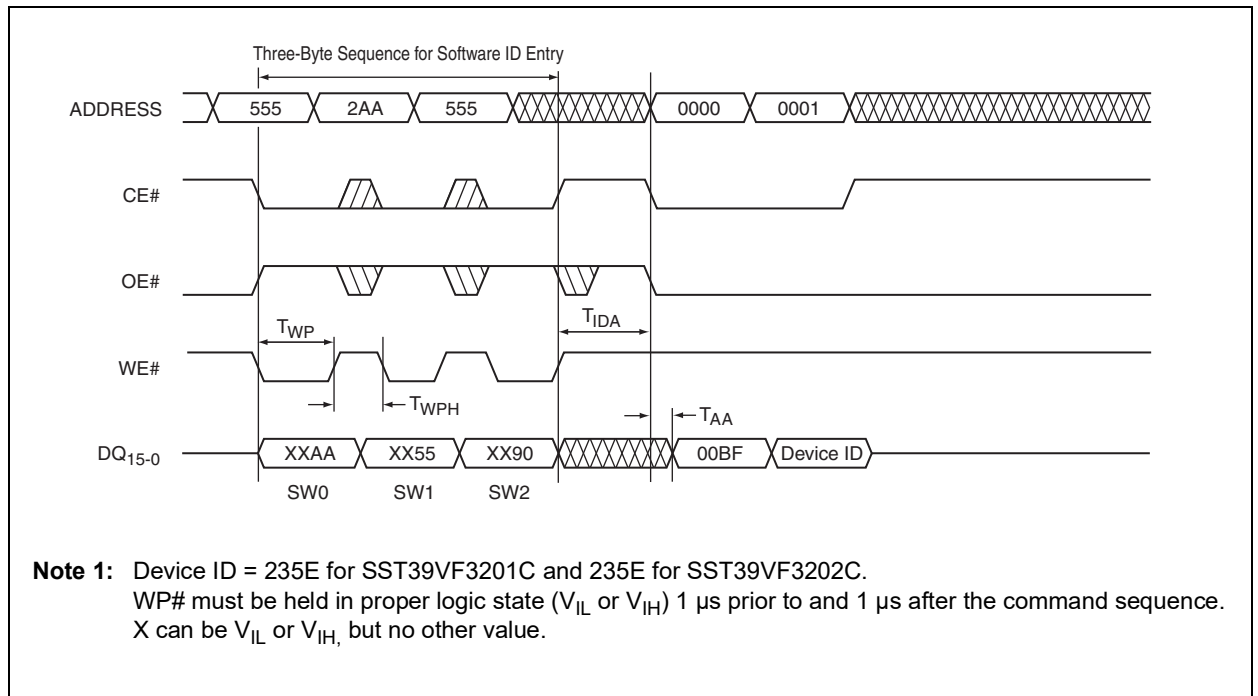 Three-Byte Sequence for Software ID Entry
ADDRESS 555 2AA 555 0000 0001
CE#
OE#
TWP TIDA
WE#
TWPH TAA
DQ15-0 XXAA XX55 XX90 00BF Device ID
SW0 SW1 SW2
Note 1: Device ID = 235E for SST39VF3201C and 235E for SST39VF3202C.
WP# must be held in proper logic state (VIL or VIH) 1 µs prior to and 1 µs after the command sequence.
X can be VIL or VIH, but no other value.